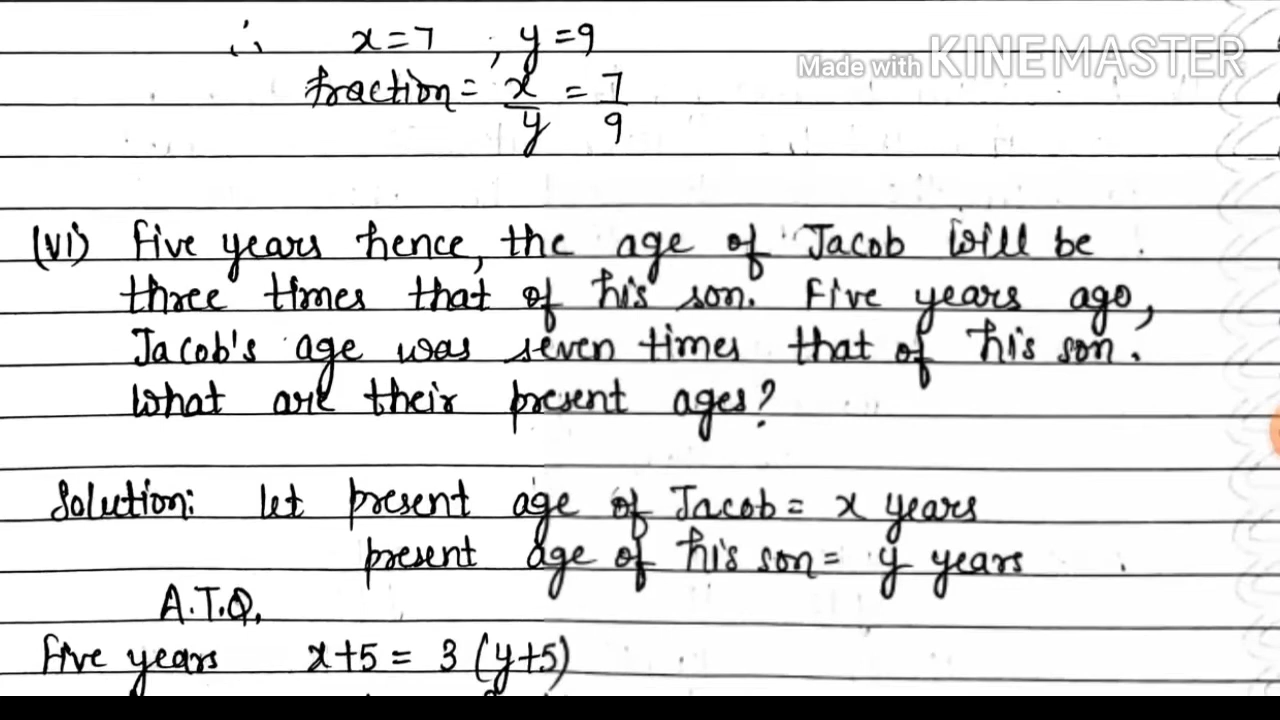 ∴ x=7 , y=9
Made with KINEMASTER
fraction = x/y = 7/9
(vi) Five years hence, the age of Jacob will be
three times that of his son. Five years ago,
Jacob's age was seven times that of his son.
What are their present ages?
Solution: let present age of Jacob = x years
present age of his son = y years
A.T.Q.
five years x+5 = 3 (y+5)